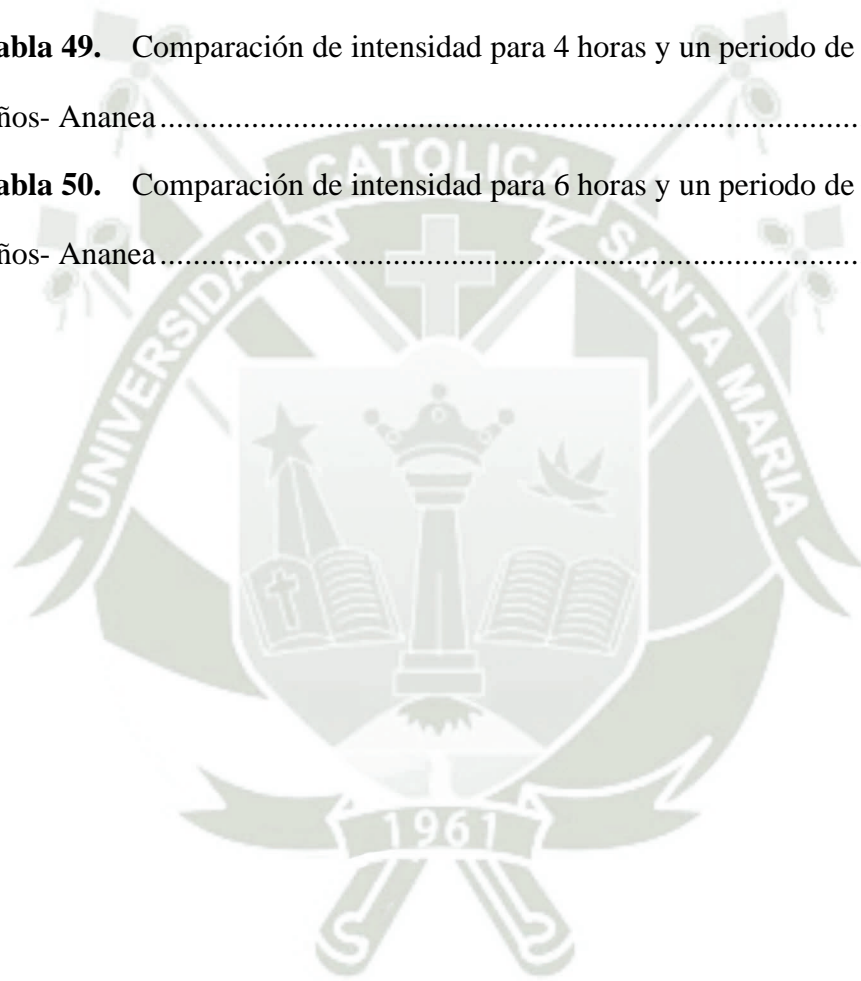 abla 49. Comparación de intensidad para 4 horas y un periodo de
ños- Ananea........................................................................................
abla 50. Comparación de intensidad para 6 horas y un periodo de
ños- Ananea........................................................................................
UNIVERSIDAD CATOLICA SANTA MARIA
1961